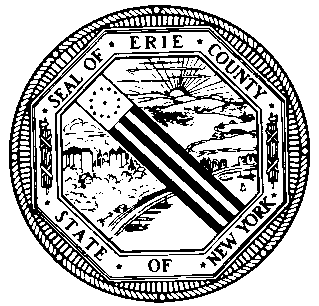 SEAL OF • ERIE • COUNTY
STATE • OF • NEW YORK